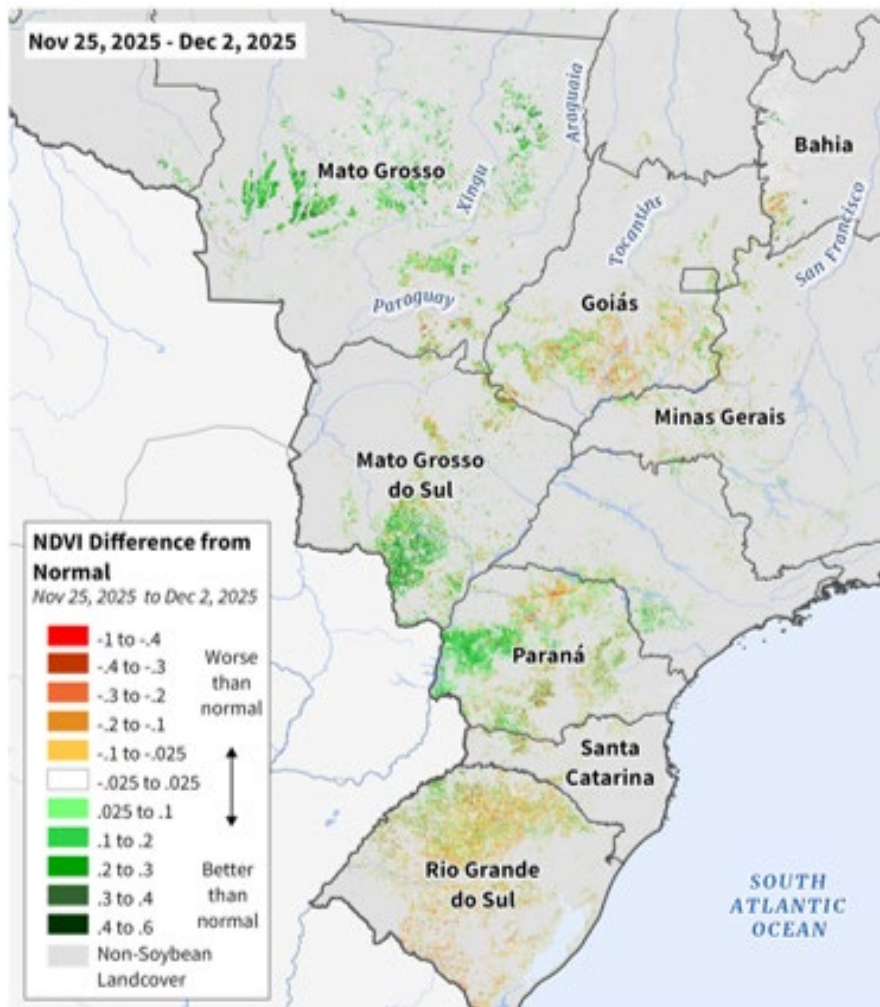 Nov 25, 2025 - Dec 2, 2025
Bahia
Mato Grosso
Araguaia
Xingu
Tocantins
San Francisco
Paraguay
Goiás
Minas Gerais
Mato Grosso
do Sul
Paraná
Santa
Catarina
Rio Grande
do Sul
SOUTH
ATLANTIC
OCEAN
NDVI Difference from
Normal
Nov 25, 2025 to Dec 2, 2025
-1 to -.4
-.4 to -.3
-.3 to -.2
-.2 to -.1
-.1 to -.025
-.025 to .025
.025 to .1
.1 to .2
.2 to .3
.3 to .4
.4 to .6
Non-Soybean
Landcover
Worse
than
normal
Better
than
normal